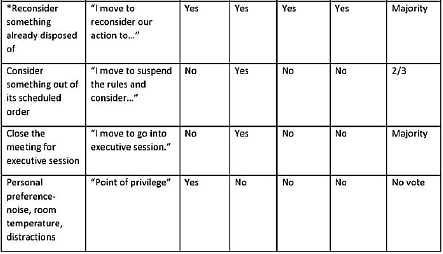 *Reconsider something already disposed of | "I move to reconsider our action to…" | Yes | Yes | Yes | Yes | Majority
Consider something out of its scheduled order | "I move to suspend the rules and consider…" | No | Yes | No | No | 2/3
Close the meeting for executive session | "I move to go into executive session." | No | Yes | No | No | Majority
Personal preference- noise, room temperature, distractions | "Point of privilege" | Yes | No | No | No | No vote